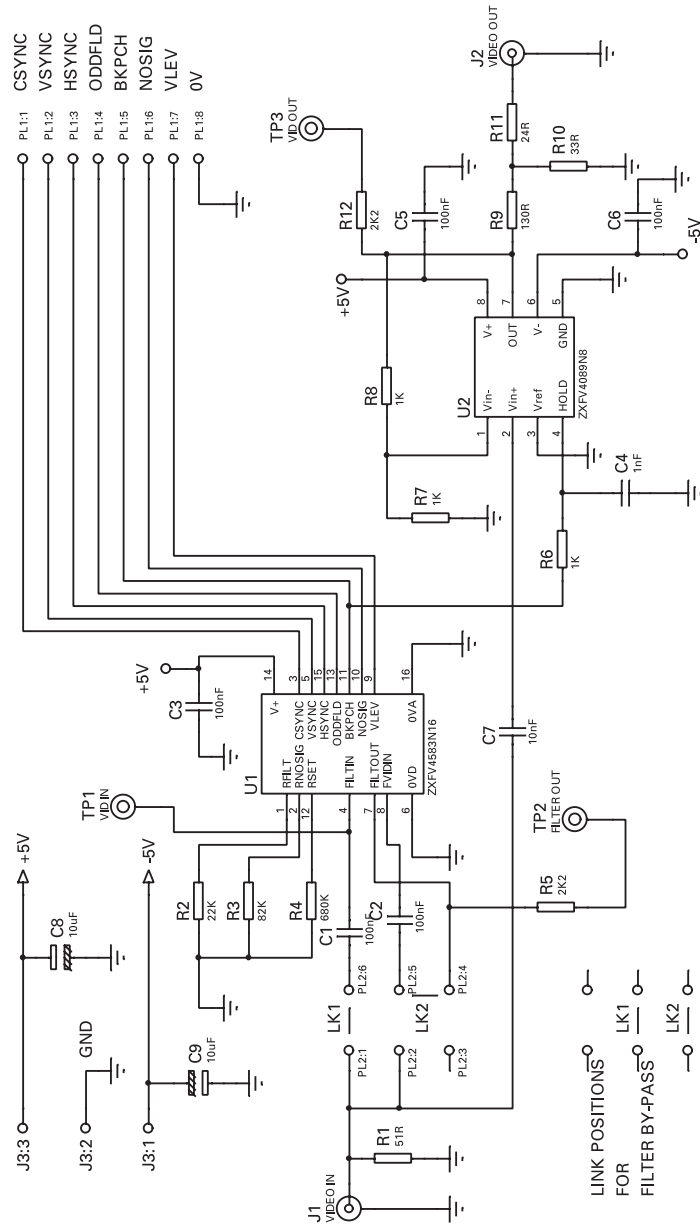 CSYNC
VSYNC
HSYNC
ODDFLD
BKPCH
NOSIG
VLEV
0V
PL1:1
PL1:2
PL1:3
PL1:4
PL1:5
PL1:6
PL1:7
PL1:8
J3:3
J3:2
J3:1
+5V
GND
-5V
C8
10uF
C9
10uF
TP1
VID IN
+5V
C3
100nF
U1
ZXFV4583N16
RFILT
RNOSIG
RSET
FILTIN
FILTOUT
FVIDIN
0VD
1
2
12
4
7
8
6
V+
CSYNC
VSYNC
HSYNC
ODDFLD
BKPCH
NOSIG
VLEV
0VA
14
3
5
15
13
11
10
9
16
R2
22K
R3
82K
R4
680K
C1
100nF
C2
100nF
PL2:6
PL2:5
PL2:4
LK1
LK2
PL2:1
PL2:2
PL2:3
J1
VIDEO IN
R1
51R
R5
2K2
TP2
FILTER OUT
C7
10nF
LINK POSITIONS
FOR
FILTER BY-PASS
LK1
LK2
R6
1K
C4
1nF
R7
1K
R8
1K
U2
ZXFV4089N8
Vin-
Vin+
Vref
HOLD
1
2
3
4
V+
OUT
V-
GND
8
7
6
5
+5V
C5
100nF
R12
2K2
TP3
VID OUT
R9
130R
R10
33R
R11
24R
J2
VIDEO OUT
C6
100nF
-5V